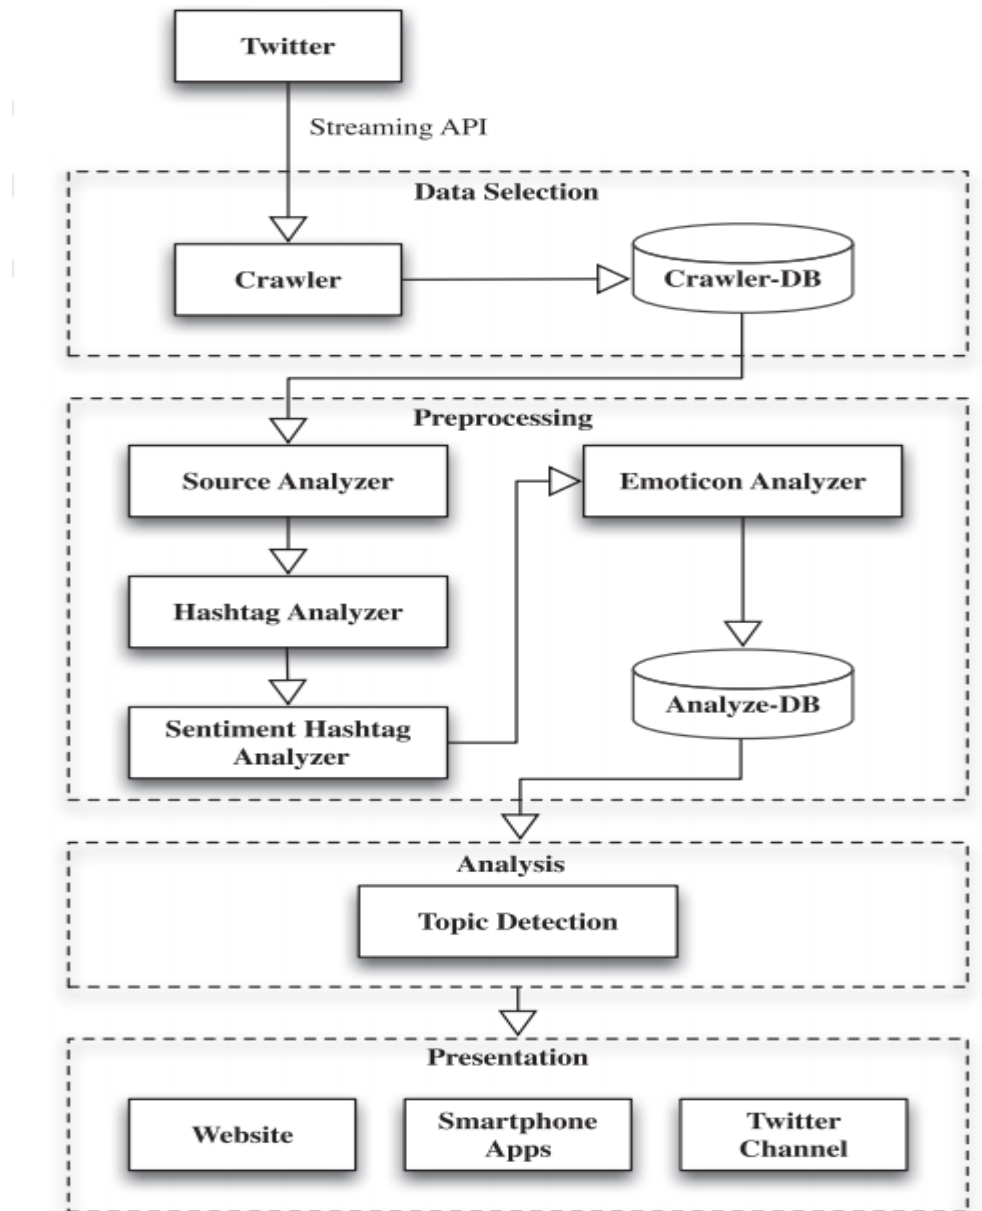 Twitter
Streaming API
Data Selection
Crawler
Crawler-DB
Preprocessing
Source Analyzer
Emoticon Analyzer
Hashtag Analyzer
Sentiment Hashtag
Analyzer
Analyze-DB
Analysis
Topic Detection
Presentation
Website
Smartphone
Apps
Twitter
Channel